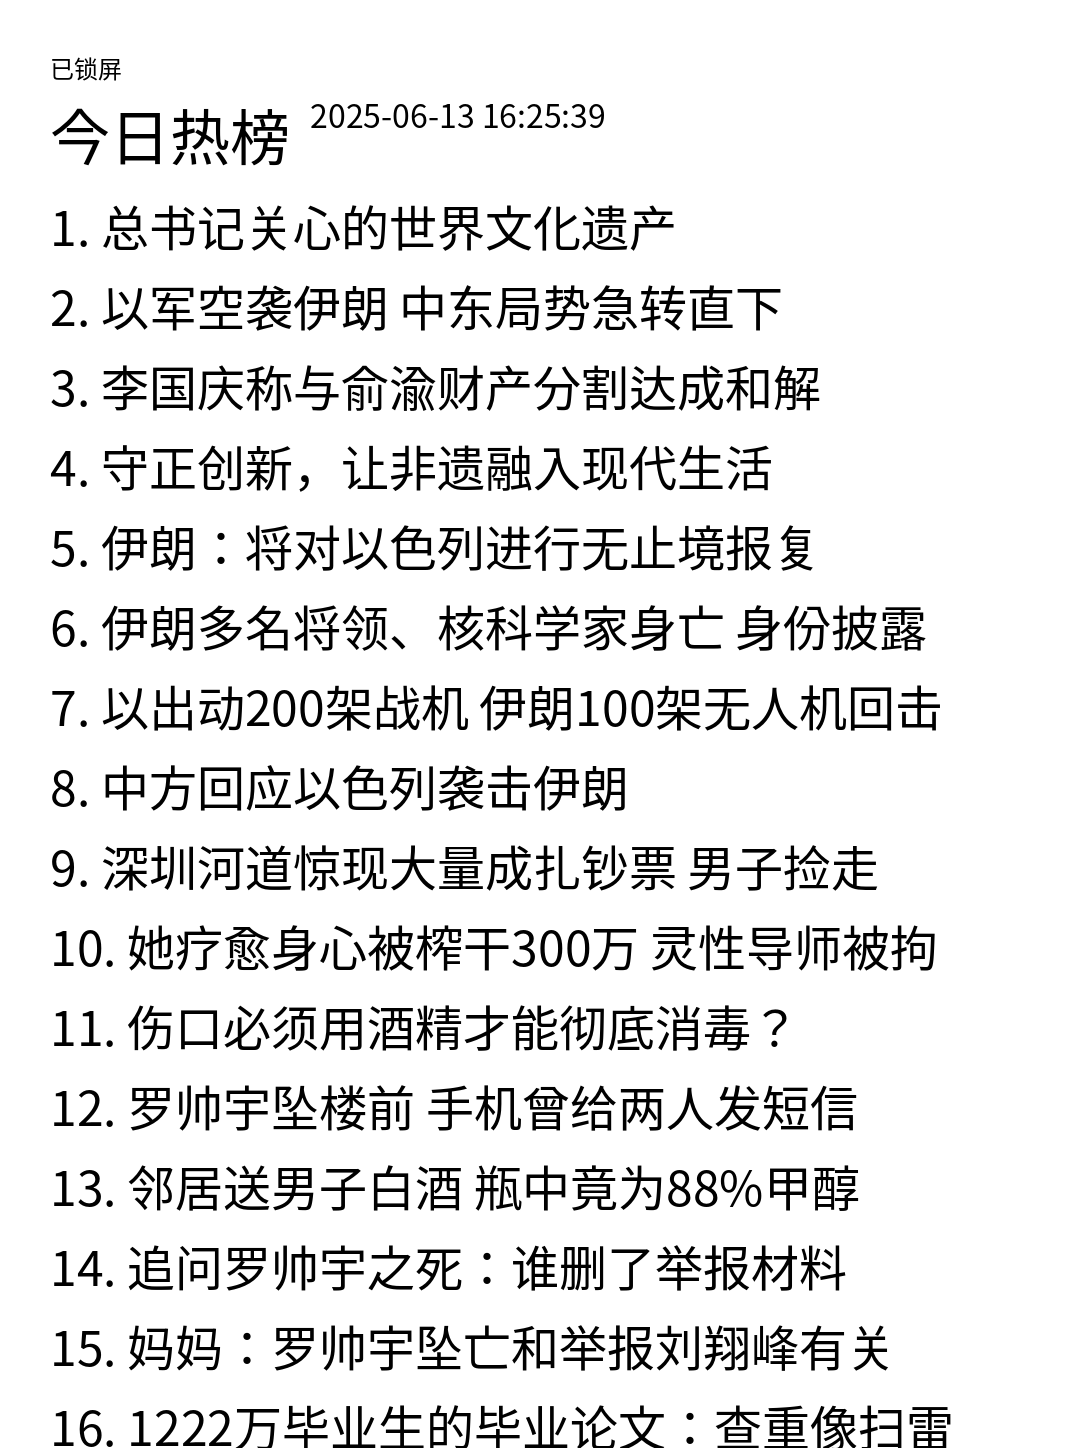 已锁屏
今日热榜 2025-06-13 16:25:39
1. 总书记关心的世界文化遗产
2. 以军空袭伊朗 中东局势急转直下
3. 李国庆称与俞渝财产分割达成和解
4. 守正创新，让非遗融入现代生活
5. 伊朗：将对以色列进行无止境报复
6. 伊朗多名将领、核科学家身亡 身份披露
7. 以出动200架战机 伊朗100架无人机回击
8. 中方回应以色列袭击伊朗
9. 深圳河道惊现大量成扎钞票 男子捡走
10. 她疗愈身心被榨干300万 灵性导师被拘
11. 伤口必须用酒精才能彻底消毒？
12. 罗帅宇坠楼前 手机曾给两人发短信
13. 邻居送男子白酒 瓶中竟为88%甲醇
14. 追问罗帅宇之死：谁删了举报材料
15. 妈妈：罗帅宇坠亡和举报刘翔峰有关
16. 1222万毕业生的毕业论文：查重像扫雷